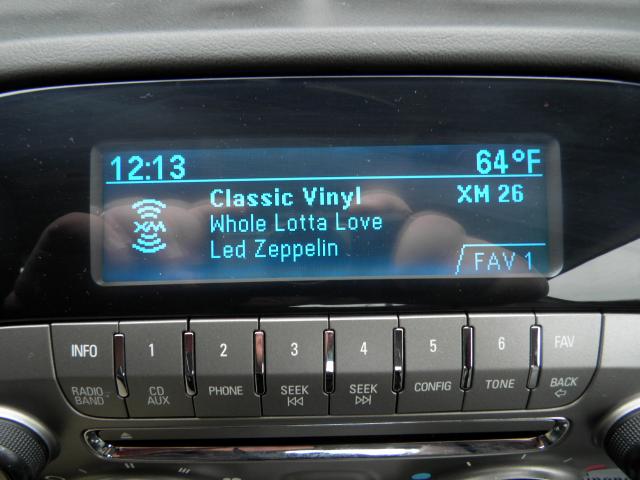 12:13 64°F
Classic Vinyl XM 26
XM
Whole Lotta Love
Led Zeppelin
FAV 1
INFO 1 2 3 4 5 6 FAV
RADIO BAND CD AUX PHONE SEEK SEEK CONFIG TONE BACK